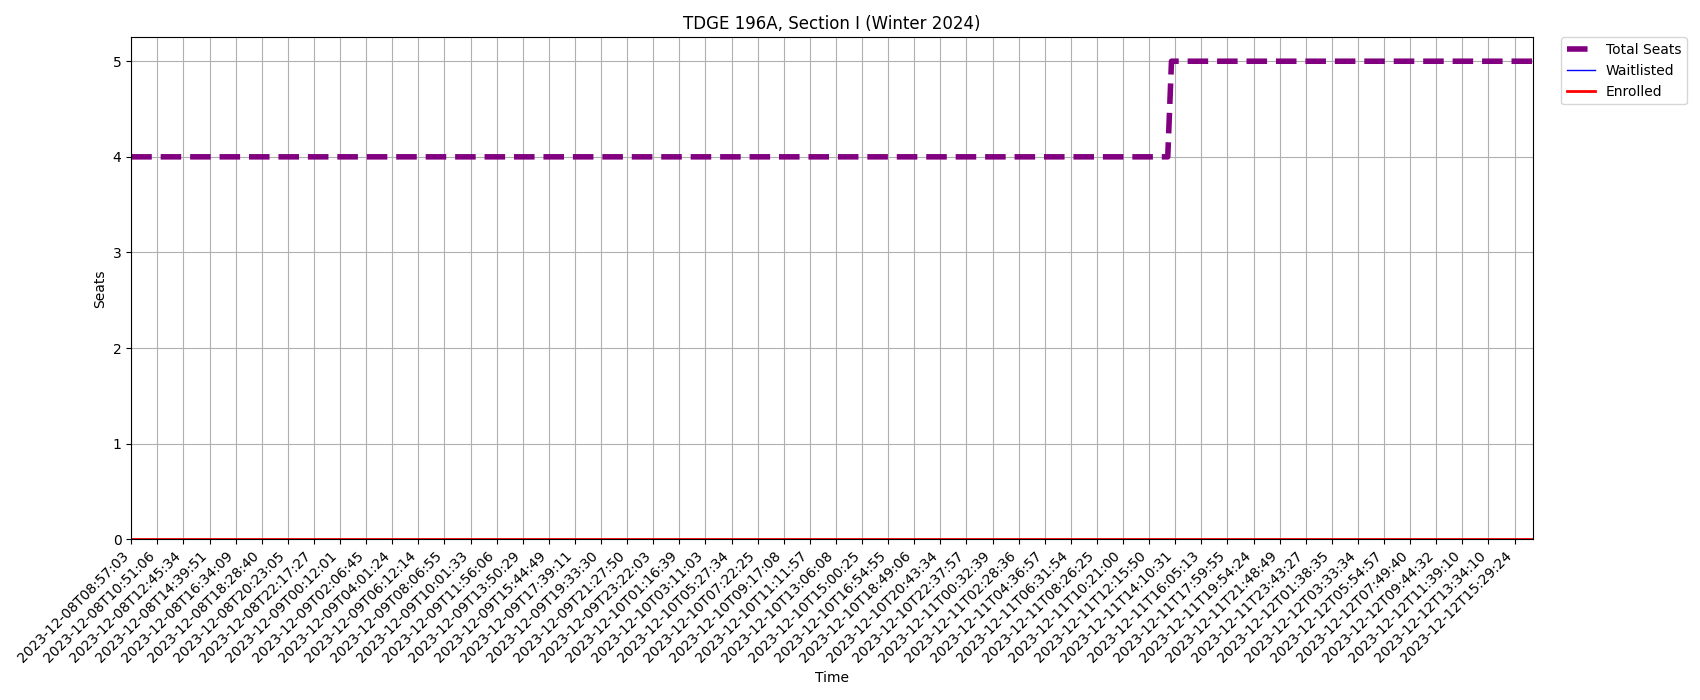 TDGE 196A, Section I (Winter 2024)
Total Seats
Waitlisted
Enrolled
Seats
5
4
3
2
1
0
2023-12-08T08:57:03
2023-12-08T10:51:06
2023-12-08T12:45:34
2023-12-08T14:39:51
2023-12-08T16:34:09
2023-12-08T18:28:40
2023-12-08T20:23:05
2023-12-08T22:17:27
2023-12-09T00:12:01
2023-12-09T02:06:45
2023-12-09T04:01:24
2023-12-09T06:12:14
2023-12-09T08:06:55
2023-12-09T10:01:33
2023-12-09T11:56:06
2023-12-09T13:50:29
2023-12-09T15:44:49
2023-12-09T17:39:11
2023-12-09T19:33:30
2023-12-09T21:27:50
2023-12-09T23:22:03
2023-12-10T01:16:39
2023-12-10T03:11:03
2023-12-10T05:27:34
2023-12-10T07:22:25
2023-12-10T09:17:08
2023-12-10T11:11:57
2023-12-10T13:06:08
2023-12-10T15:00:25
2023-12-10T16:54:55
2023-12-10T18:49:06
2023-12-10T20:43:34
2023-12-10T22:37:57
2023-12-11T00:32:39
2023-12-11T02:28:36
2023-12-11T04:36:57
2023-12-11T06:31:54
2023-12-11T08:26:25
2023-12-11T10:21:00
2023-12-11T12:15:50
2023-12-11T14:10:31
2023-12-11T16:05:13
2023-12-11T17:59:55
2023-12-11T19:54:24
2023-12-11T21:48:49
2023-12-11T23:43:27
2023-12-12T01:38:35
2023-12-12T03:33:34
2023-12-12T05:54:57
2023-12-12T07:49:40
2023-12-12T09:44:32
2023-12-12T11:39:10
2023-12-12T13:34:10
2023-12-12T15:29:24
Time